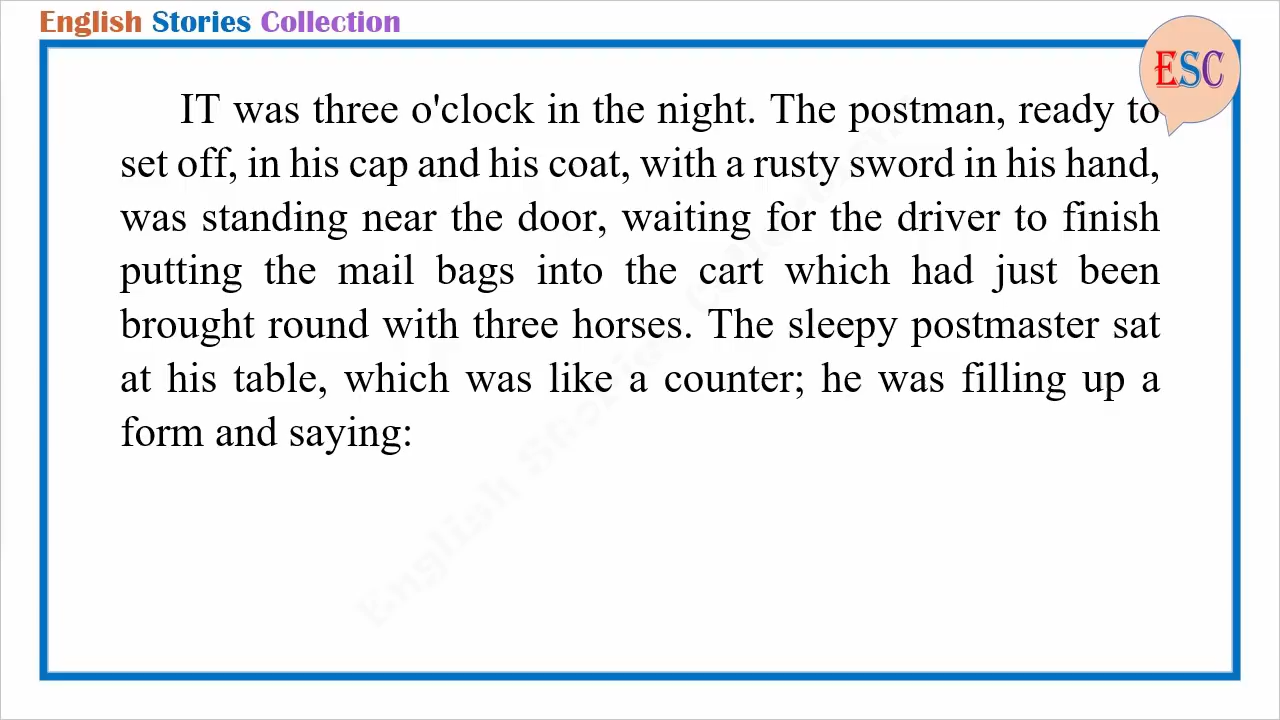 English Stories Collection
ESC
IT was three o'clock in the night. The postman, ready to
set off, in his cap and his coat, with a rusty sword in his hand,
was standing near the door, waiting for the driver to finish
putting the mail bags into the cart which had just been
brought round with three horses. The sleepy postmaster sat
at his table, which was like a counter; he was filling up a
form and saying:
English Stories Collection